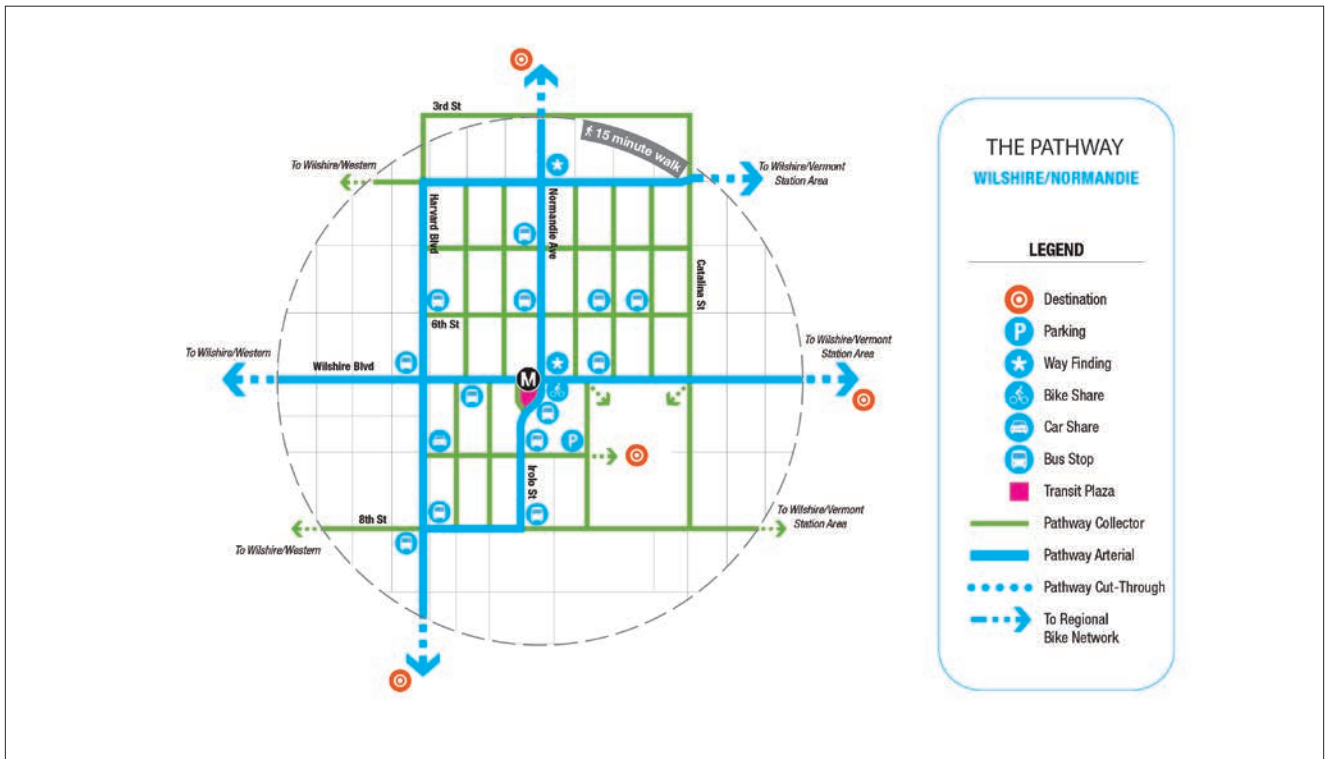 3rd St
15 minute walk
To Wilshire/Western
To Wilshire/Vermont
Station Area
Harvard Blvd
Normandie Ave
Catalina St
6th St
To Wilshire/Western
Wilshire Blvd
M
To Wilshire/Vermont
Station Area
P
Irolo St
8th St
To Wilshire/Western
To Wilshire/Vermont
Station Area
THE PATHWAY
WILSHIRE/NORMANDIE
LEGEND
Destination
P
Parking
Way Finding
Bike Share
Car Share
Bus Stop
Transit Plaza
Pathway Collector
Pathway Arterial
Pathway Cut-Through
To Regional
Bike Network